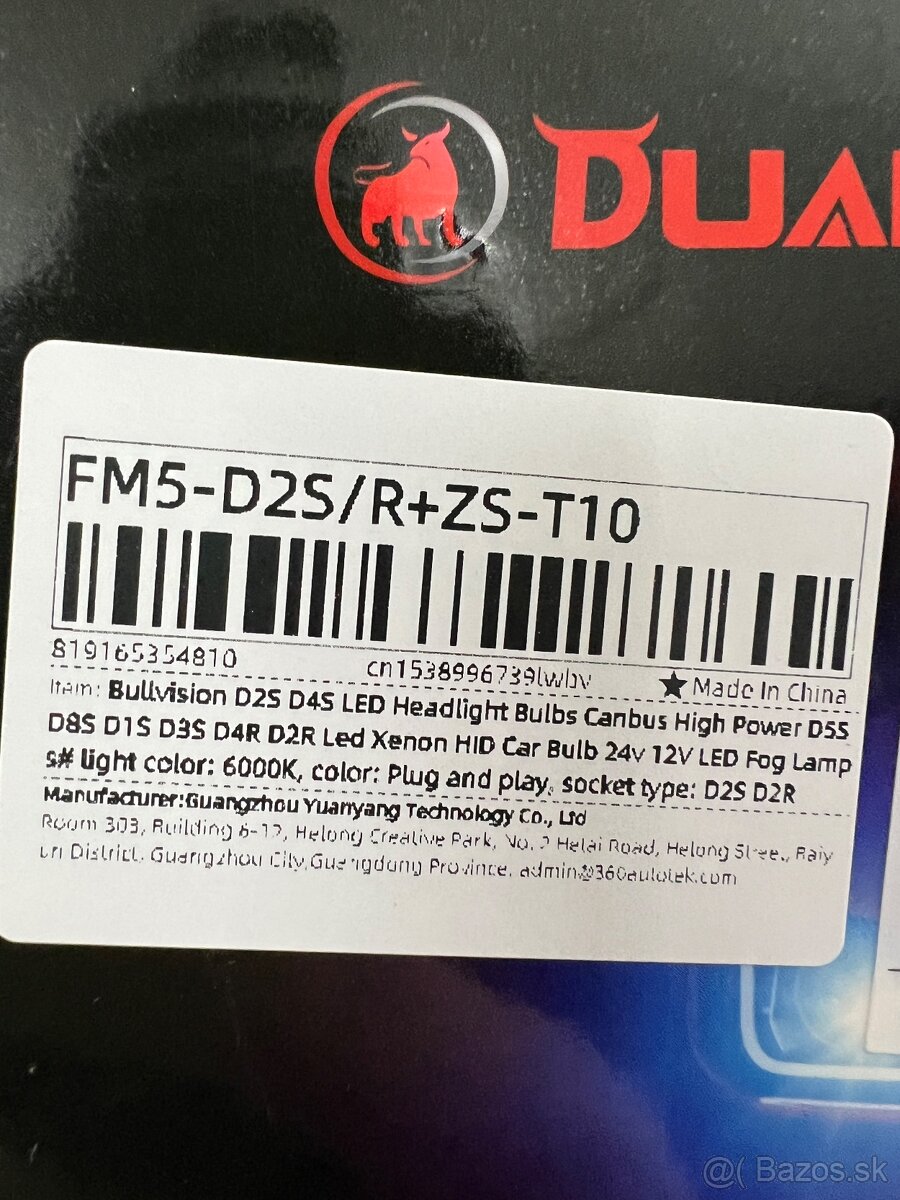 DUA
FM5-D2S/R+ZS-T10
819165354810 cn1538996739lwbv ★Made In China
Item: Bullvision D2S D4S LED Headlight Bulbs Canbus High Power D5S
D8S D1S D3S D4R D2R Led Xenon HID Car Bulb 24v 12V LED Fog Lamp
s# light color: 6000K, color: Plug and play, socket type: D2S D2R
Manufacturer:Guangzhou Yuanyang Technology Co., Ltd
Room 303, Building 6-12, Helong Creative Park, No. 2 Helai Road, Helong Street, Baiy
un District, Guangzhou City,Guangdong Province, admin@360autotek.com
@( Bazos.sk